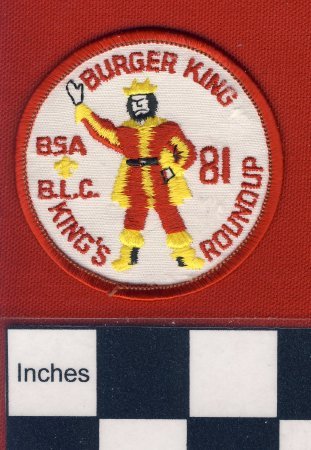 BURGER KING
BSA
81
B.L.C.
KING'S ROUNDUP
Inches